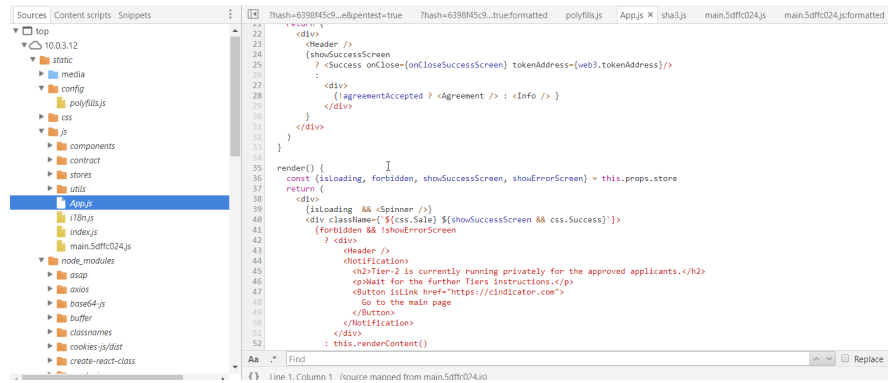 Sources Content scripts Snippets
?hash=6398f45c9...e&pentest=true ?hash=6398f45c9...true:formatted polyfills.js App.js × sha3.js main.5dffc024.js main.5dffc024.js:formatted
top
10.0.3.12
static
media
config
polyfills.js
css
js
components
contract
stores
utils
App.js
i18n.js
index.js
main.5dffc024.js
node_modules
asap
axios
base64-js
buffer
classnames
cookies-js/dist
create-react-class
21 return (
22 <div>
23 <Header />
24 {showSuccessScreen
25 ? <Success onClose={onCloseSuccessScreen} tokenAddress={web3.tokenAddress}/>
26 :
27 <div>
28 {!agreementAccepted ? <Agreement /> : <Info /> }
29 </div>
30 }
31 </div>
32 )
33 }
34
35 render() {
36 const {isLoading, forbidden, showSuccessScreen, showErrorScreen} = this.props.store
37 return (
38 <div>
39 {isLoading && <Spinner />}
40 <div className={`${css.Sale} ${showSuccessScreen && css.Success}`}>
41 {forbidden && !showErrorScreen
42 ? <div>
43 <Header />
44 <Notification>
45 <h2>Tier-2 is currently running privately for the approved applicants.</h2>
46 <p>Wait for the further Tiers instructions.</p>
47 <Button isLink href="https://cindicator.com">
48 Go to the main page
49 </Button>
50 </Notification>
51 </div>
52 : this.renderContent()
Aa .* Find Replace
{} Line 1, Column 1 (source mapped from main.5dffc024.js)